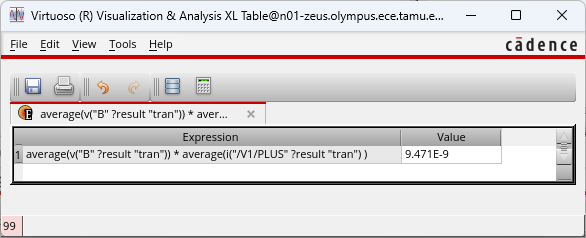 Virtuoso (R) Visualization & Analysis XL Table@n01-zeus.olympus.ece.tamu.e...
File Edit View Tools Help cādence
average(v("B" ?result "tran")) * aver...
Expression Value
1 average(v("B" ?result "tran")) * average(i("/V1/PLUS" ?result "tran") ) 9.471E-9
99